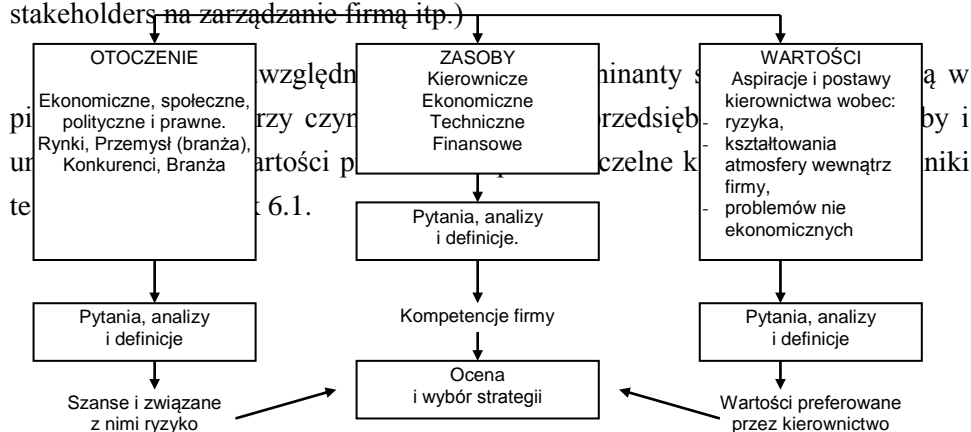 stakeholders na zarządzanie firmą itp.)
w
i
6.1.
OTOCZENIE
Ekonomiczne, społeczne,
polityczne i prawne.
Rynki, Przemysł (branża),
Konkurenci, Branża
Pytania, analizy
i definicje
Szanse i związane
z nimi ryzyko
ZASOBY
Kierownicze
Ekonomiczne
Techniczne
Finansowe
Pytania, analizy
i definicje.
Kompetencje firmy
Ocena
i wybór strategii
WARTOŚCI
Aspiracje i postawy
kierownictwa wobec:
- ryzyka,
- kształtowania
atmosfery wewnątrz
firmy,
- problemów nie
ekonomicznych
Pytania, analizy
i definicje
Wartości preferowane
przez kierownictwo